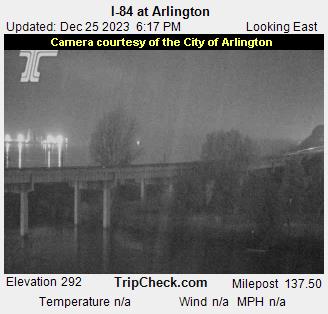 I-84 at Arlington
Updated: Dec 25 2023 6:17 PM Looking East
Camera courtesy of the City of Arlington
Elevation 292 TripCheck.com Milepost 137.50
Temperature n/a Wind n/a MPH n/a